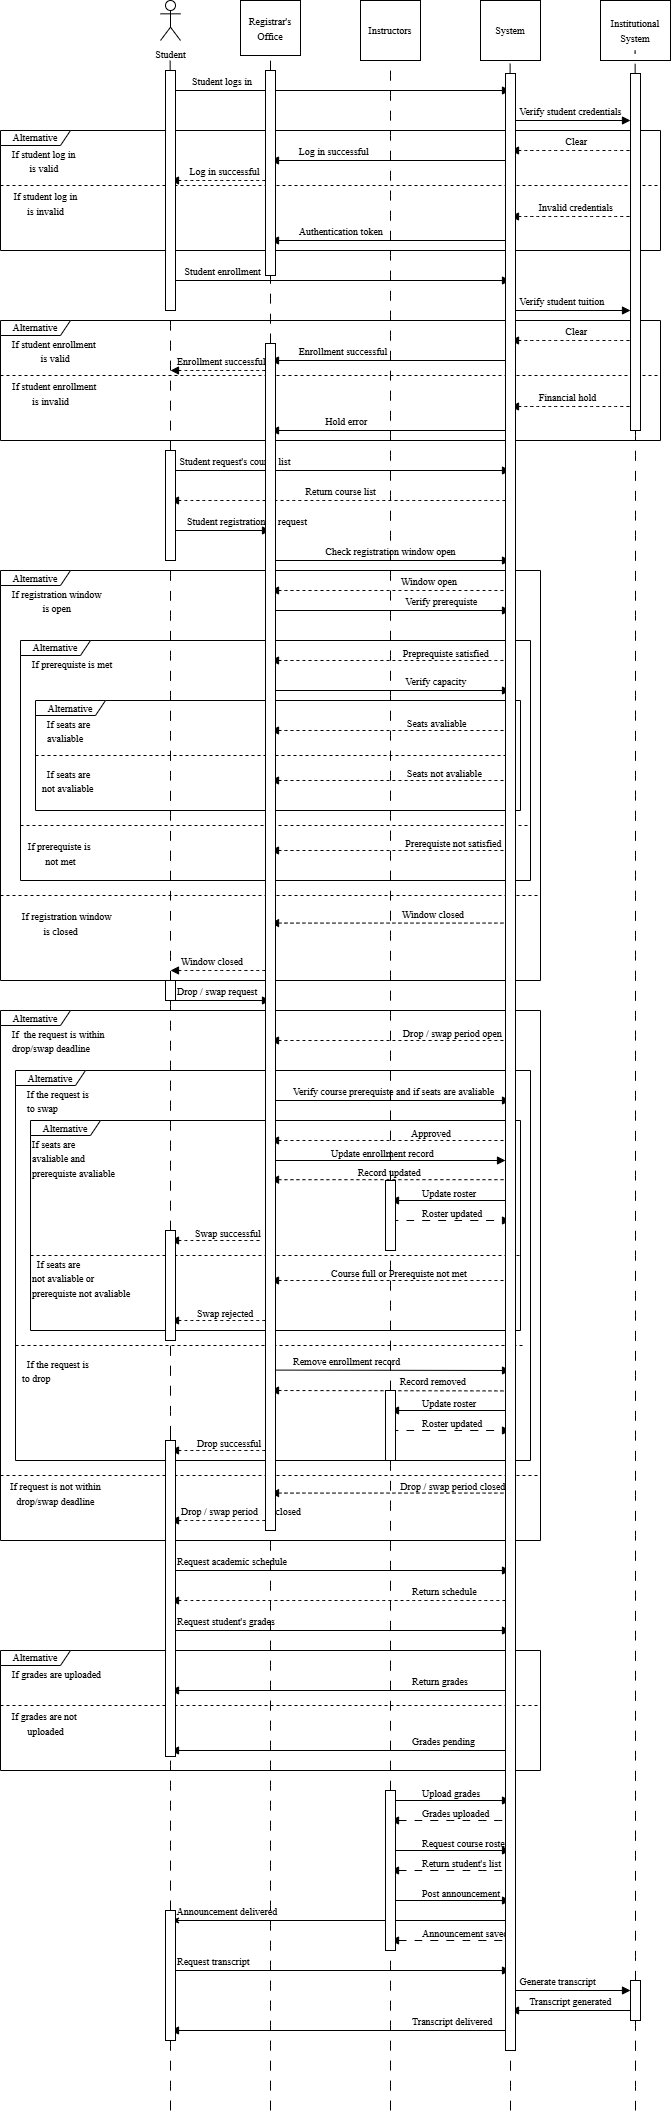 Student
Registrar's
Office
Instructors
System
Institutional
System
Student logs in
Verify student credentials
Alternative
If student log in
is valid
Clear
Log in successful
Log in successful
If student log in
is invalid
Invalid credentials
Authentication token
Student enrollment
Verify student tuition
Alternative
If student enrollment
is valid
Clear
Enrollment successful
Enrollment successful
If student enrollment
is invalid
Financial hold
Hold error
Student request's cour list
Return course list
Student registration request
Check registration window open
Alternative
If registration window
is open
Window open
Verify prerequiste
Alternative
If prerequiste is met
Preprequiste satisfied
Verify capacity
Alternative
If seats are
avaliable
Seats avaliable
If seats are
not avaliable
Seats not avaliable
If prerequiste is
not met
Prerequiste not satisfied
If registration window
is closed
Window closed
Window closed
Drop / swap request
Alternative
If the request is within
drop/swap deadline
Drop / swap period open
Alternative
If the request is
to swap
Verify course prerequiste and if seats are avaliable
Alternative
If seats are
avaliable and
prerequiste avaliable
Approved
Update enrollment record
Record updated
Update roster
Roster updated
Swap successful
If seats are
not avaliable or
prerequiste not avaliable
Course full or Prerequiste not met
Swap rejected
If the request is
to drop
Remove enrollment record
Record removed
Update roster
Roster updated
Drop successful
If request is not within
drop/swap deadline
Drop / swap period closed
Drop / swap period closed
Request academic schedule
Return schedule
Request student's grades
Alternative
If grades are uploaded
Return grades
If grades are not
uploaded
Grades pending
Upload grades
Grades uploaded
Request course roste
Return student's list
Post announcement
Announcement delivered
Announcement saved
Request transcript
Generate transcript
Transcript generated
Transcript delivered